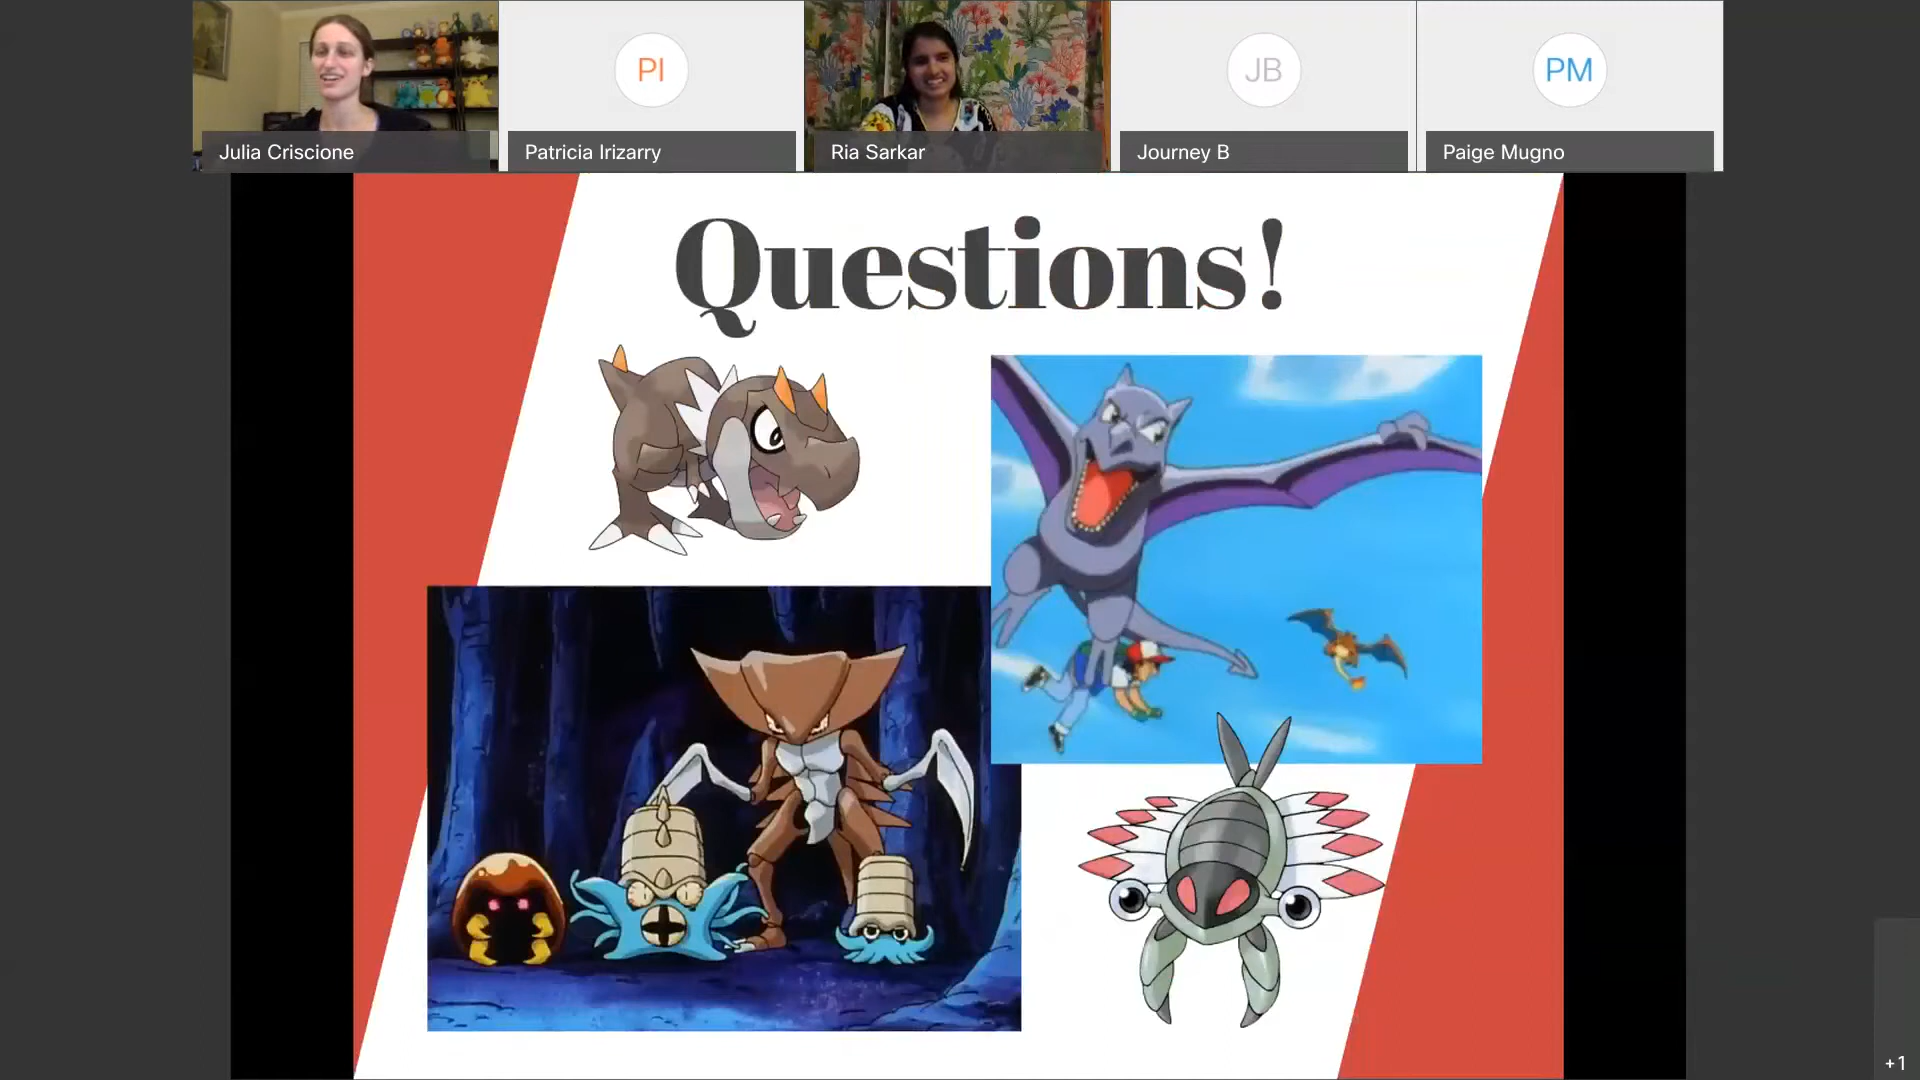 PI
JB
PM
Julia Criscione
Patricia Irizarry
Ria Sarkar
Journey B
Paige Mugno
Questions!
+1